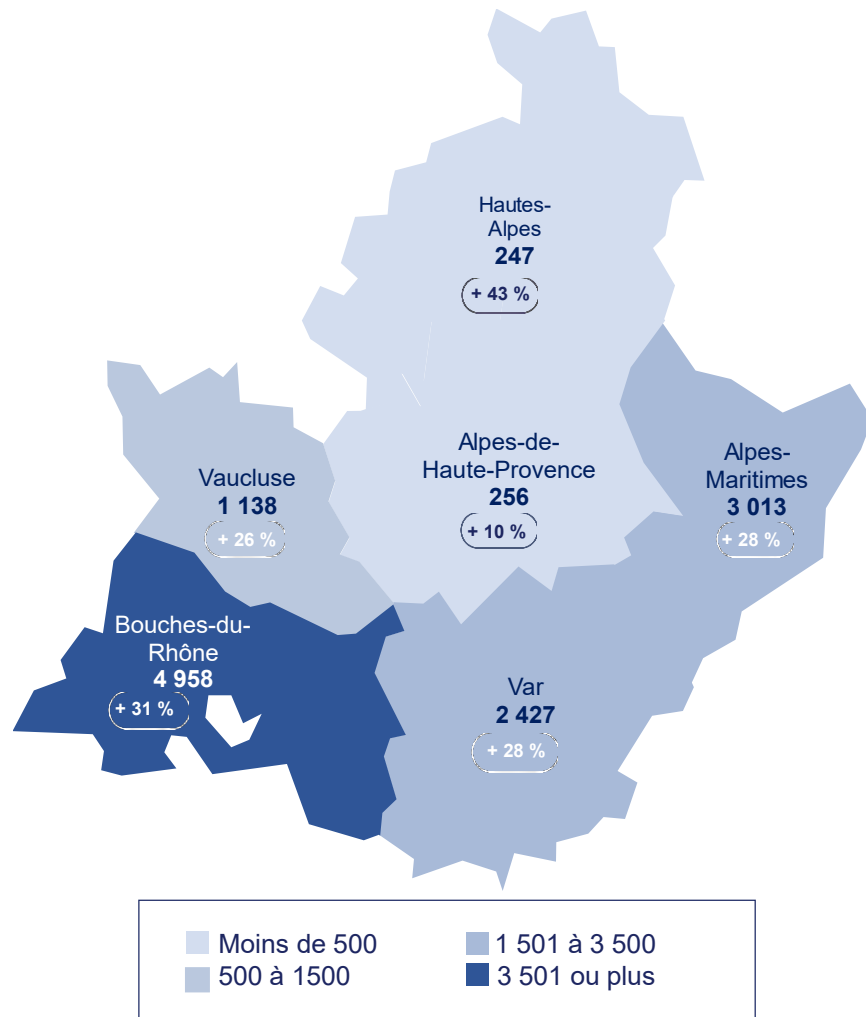 Hautes-
Alpes
247
+ 43 %
Alpes-de-
Haute-Provence
256
+ 10 %
Alpes-
Maritimes
3 013
+ 28 %
Vaucluse
1 138
+ 26 %
Bouches-du-
Rhône
4 958
+ 31 %
Var
2 427
+ 28 %
Moins de 500
1 501 à 3 500
500 à 1500
3 501 ou plus